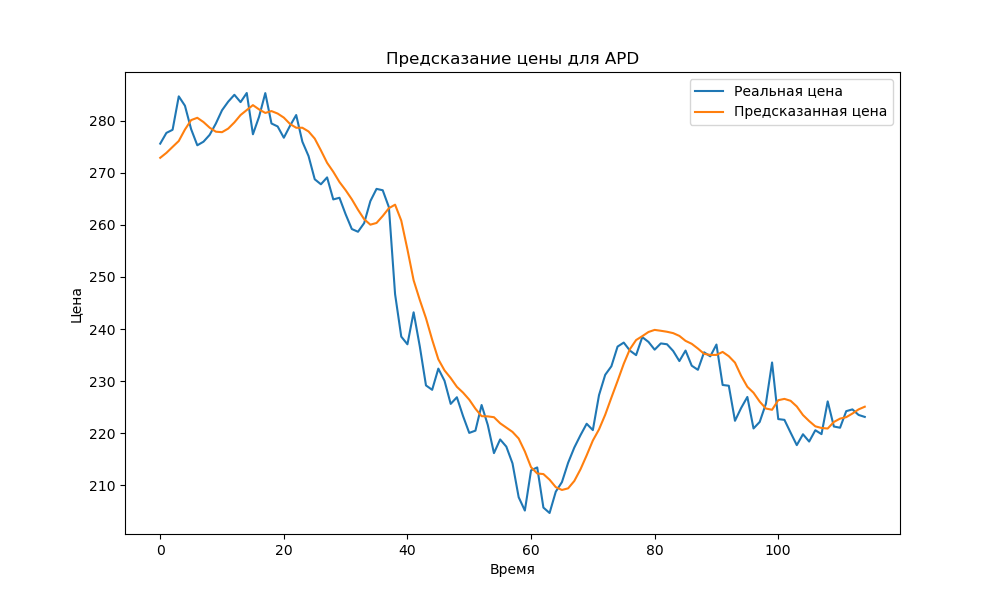 Предсказание цены для APD
Реальная цена
Предсказанная цена
Цена
280
270
260
250
240
230
220
210
0 20 40 60 80 100
Время